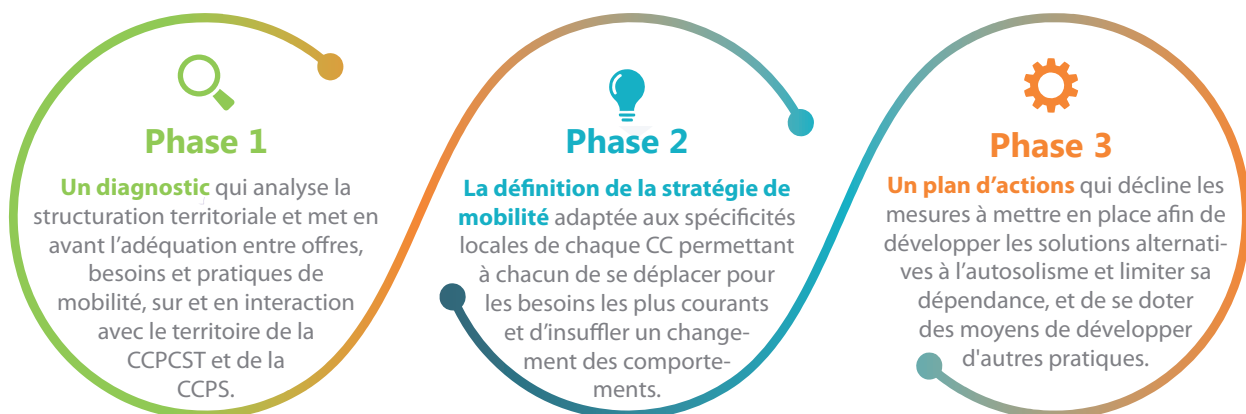 Phase 1
Un diagnostic qui analyse la
structuration territoriale et met en
avant l’adéquation entre offres,
besoins et pratiques de
mobilité, sur et en interaction
avec le territoire de la
CCPCST et de la
CCPS.
Phase 2
La définition de la stratégie de
mobilité adaptée aux spécificités
locales de chaque CC permettant
à chacun de se déplacer pour
les besoins les plus courants
et d’insuffler un change-
ment des comporte-
ments.
Phase 3
Un plan d’actions qui décline les
mesures à mettre en place afin de
développer les solutions alternati-
ves à l’autosolisme et limiter sa
dépendance, et de se doter
des moyens de développer
d'autres pratiques.